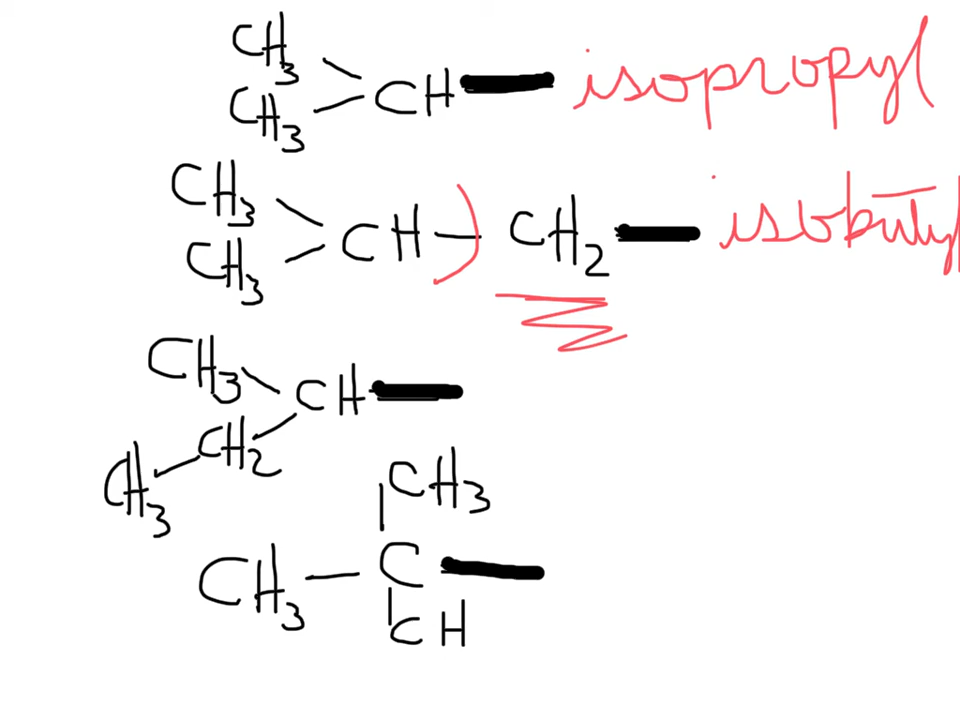 CH3
CH3 CH isopropyl
CH3
CH3 CH CH2 isobutyl
CH3 CH
CH2
CH3
CH3
CH3 C
CH